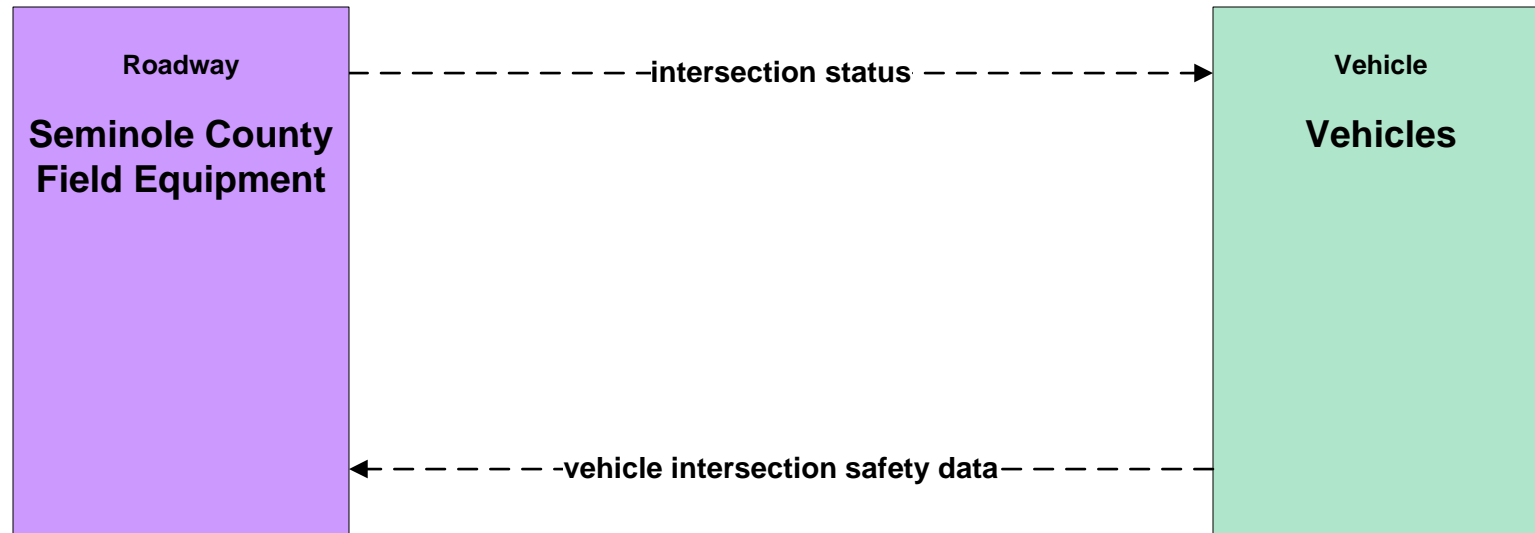 Roadway
Seminole County
Field Equipment
intersection status
Vehicle
Vehicles
vehicle intersection safety data